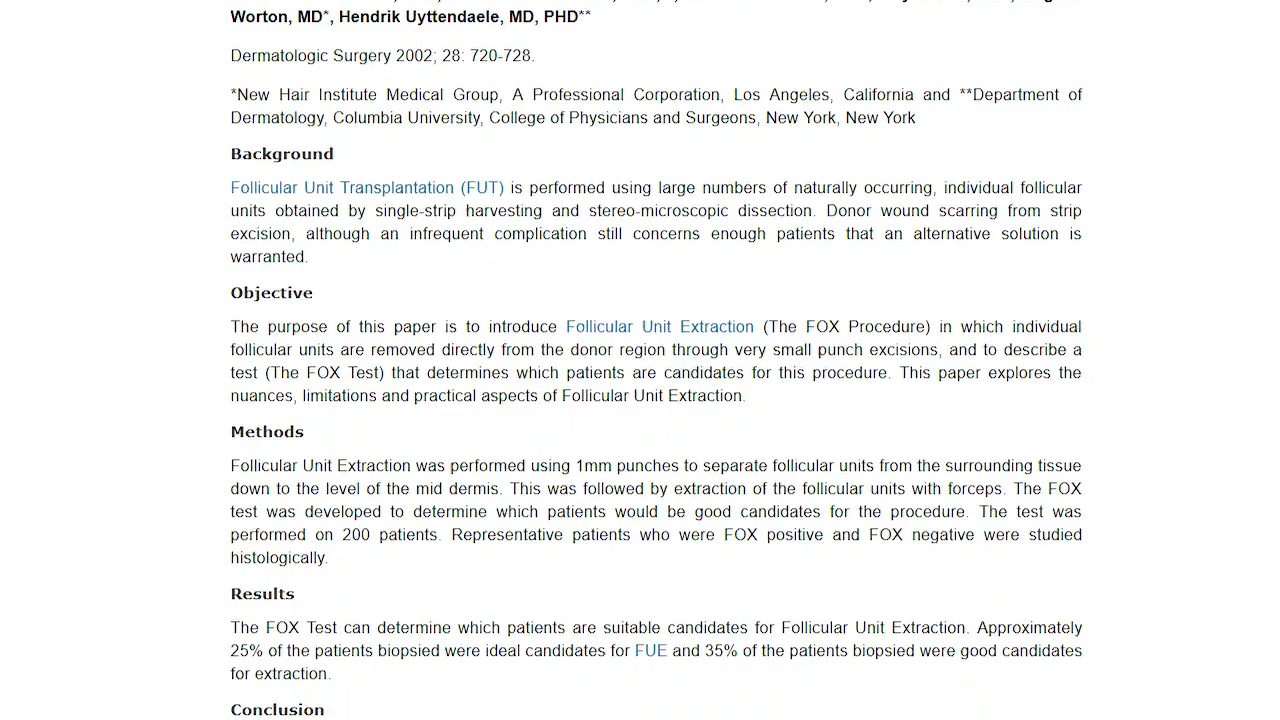 Worton, MD*, Hendrik Uyttendaele, MD, PHD**
Dermatologic Surgery 2002; 28: 720-728.
*New Hair Institute Medical Group, A Professional Corporation, Los Angeles, California and **Department of
Dermatology, Columbia University, College of Physicians and Surgeons, New York, New York
Background
Follicular Unit Transplantation (FUT) is performed using large numbers of naturally occurring, individual follicular
units obtained by single-strip harvesting and stereo-microscopic dissection. Donor wound scarring from strip
excision, although an infrequent complication still concerns enough patients that an alternative solution is
warranted.
Objective
The purpose of this paper is to introduce Follicular Unit Extraction (The FOX Procedure) in which individual
follicular units are removed directly from the donor region through very small punch excisions, and to describe a
test (The FOX Test) that determines which patients are candidates for this procedure. This paper explores the
nuances, limitations and practical aspects of Follicular Unit Extraction.
Methods
Follicular Unit Extraction was performed using 1mm punches to separate follicular units from the surrounding tissue
down to the level of the mid dermis. This was followed by extraction of the follicular units with forceps. The FOX
test was developed to determine which patients would be good candidates for the procedure. The test was
performed on 200 patients. Representative patients who were FOX positive and FOX negative were studied
histologically.
Results
The FOX Test can determine which patients are suitable candidates for Follicular Unit Extraction. Approximately
25% of the patients biopsied were ideal candidates for FUE and 35% of the patients biopsied were good candidates
for extraction.
Conclusion